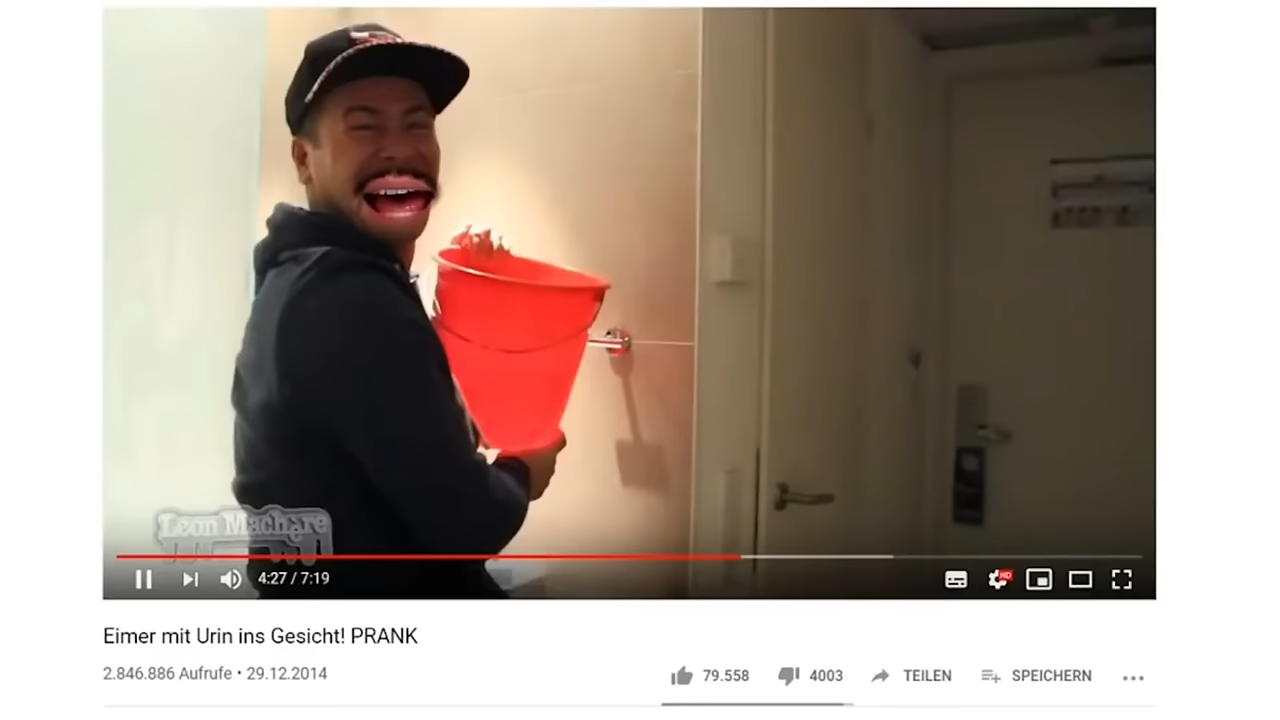 Leon Machère
4:27 / 7:19
HD
Eimer mit Urin ins Gesicht! PRANK
2.846.886 Aufrufe • 29.12.2014
79.558
4003
TEILEN
SPEICHERN